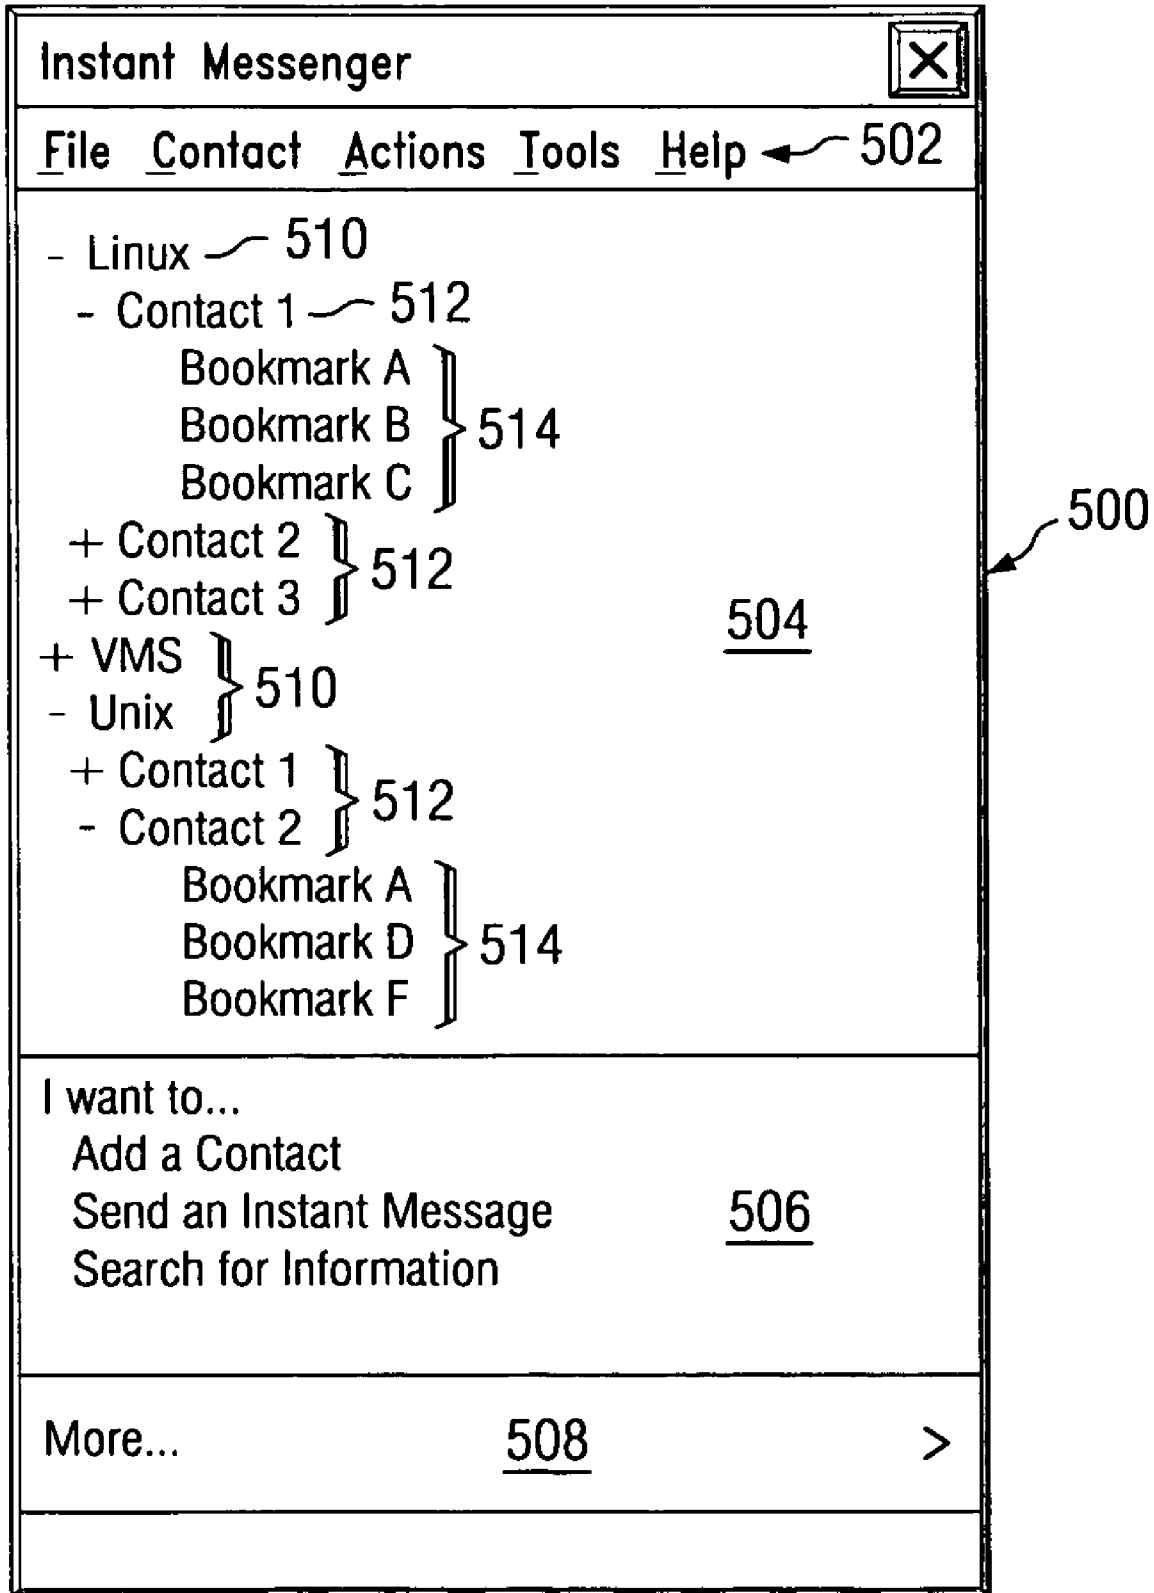 Instant Messenger X
File Contact Actions Tools Help 502
- Linux 510
- Contact 1 512
Bookmark A
Bookmark B 514
Bookmark C
+ Contact 2
512
+ Contact 3
500
504
+ VMS
510
- Unix
+ Contact 1
512
- Contact 2
Bookmark A
Bookmark D 514
Bookmark F
I want to...
Add a Contact
Send an Instant Message 506
Search for Information
More... 508 >